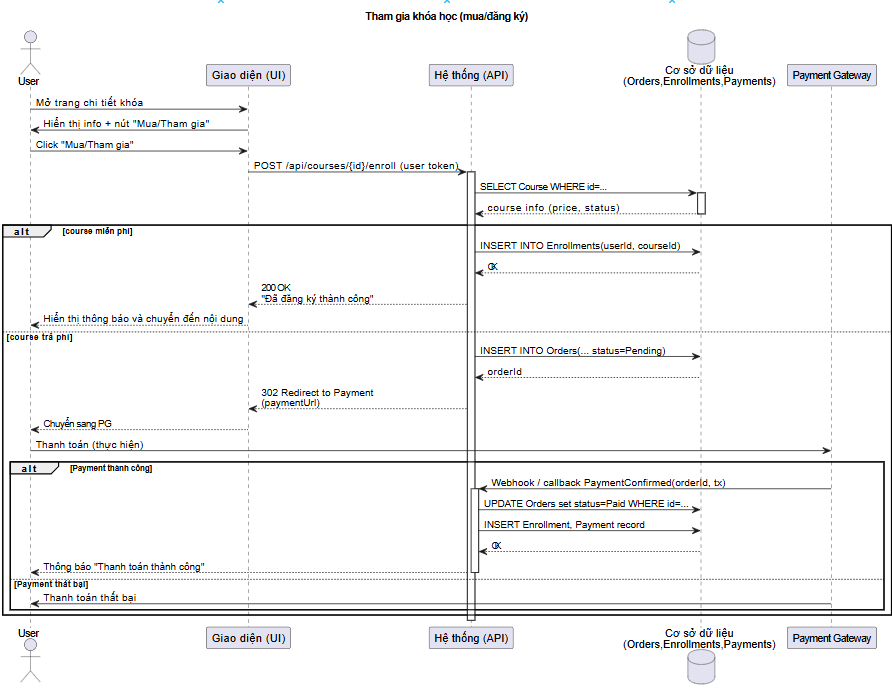 Tham gia khóa học (mua/đăng ký)
User
Giao diện (UI)
Hệ thống (API)
Cơ sở dữ liệu
(Orders,Enrollments,Payments)
Payment Gateway
Mở trang chi tiết khóa
Hiển thị info + nút "Mua/Tham gia"
Click "Mua/Tham gia"
POST /api/courses/{id}/enroll (user token)
SELECT Course WHERE id=...
course info (price, status)
alt
[course miễn phí]
INSERT INTO Enrollments(userId, courseId)
OK
200 OK
"Đã đăng ký thành công"
Hiển thị thông báo và chuyển đến nội dung
[course trả phí]
INSERT INTO Orders(... status=Pending)
orderId
302 Redirect to Payment
(paymentUrl)
Chuyển sang PG
Thanh toán (thực hiện)
alt
[Payment thành công]
Webhook / callback PaymentConfirmed(orderId, tx)
UPDATE Orders set status=Paid WHERE id=...
INSERT Enrollment, Payment record
OK
Thông báo "Thanh toán thành công"
[Payment thất bại]
Thanh toán thất bại
User
Giao diện (UI)
Hệ thống (API)
Cơ sở dữ liệu
(Orders,Enrollments,Payments)
Payment Gateway